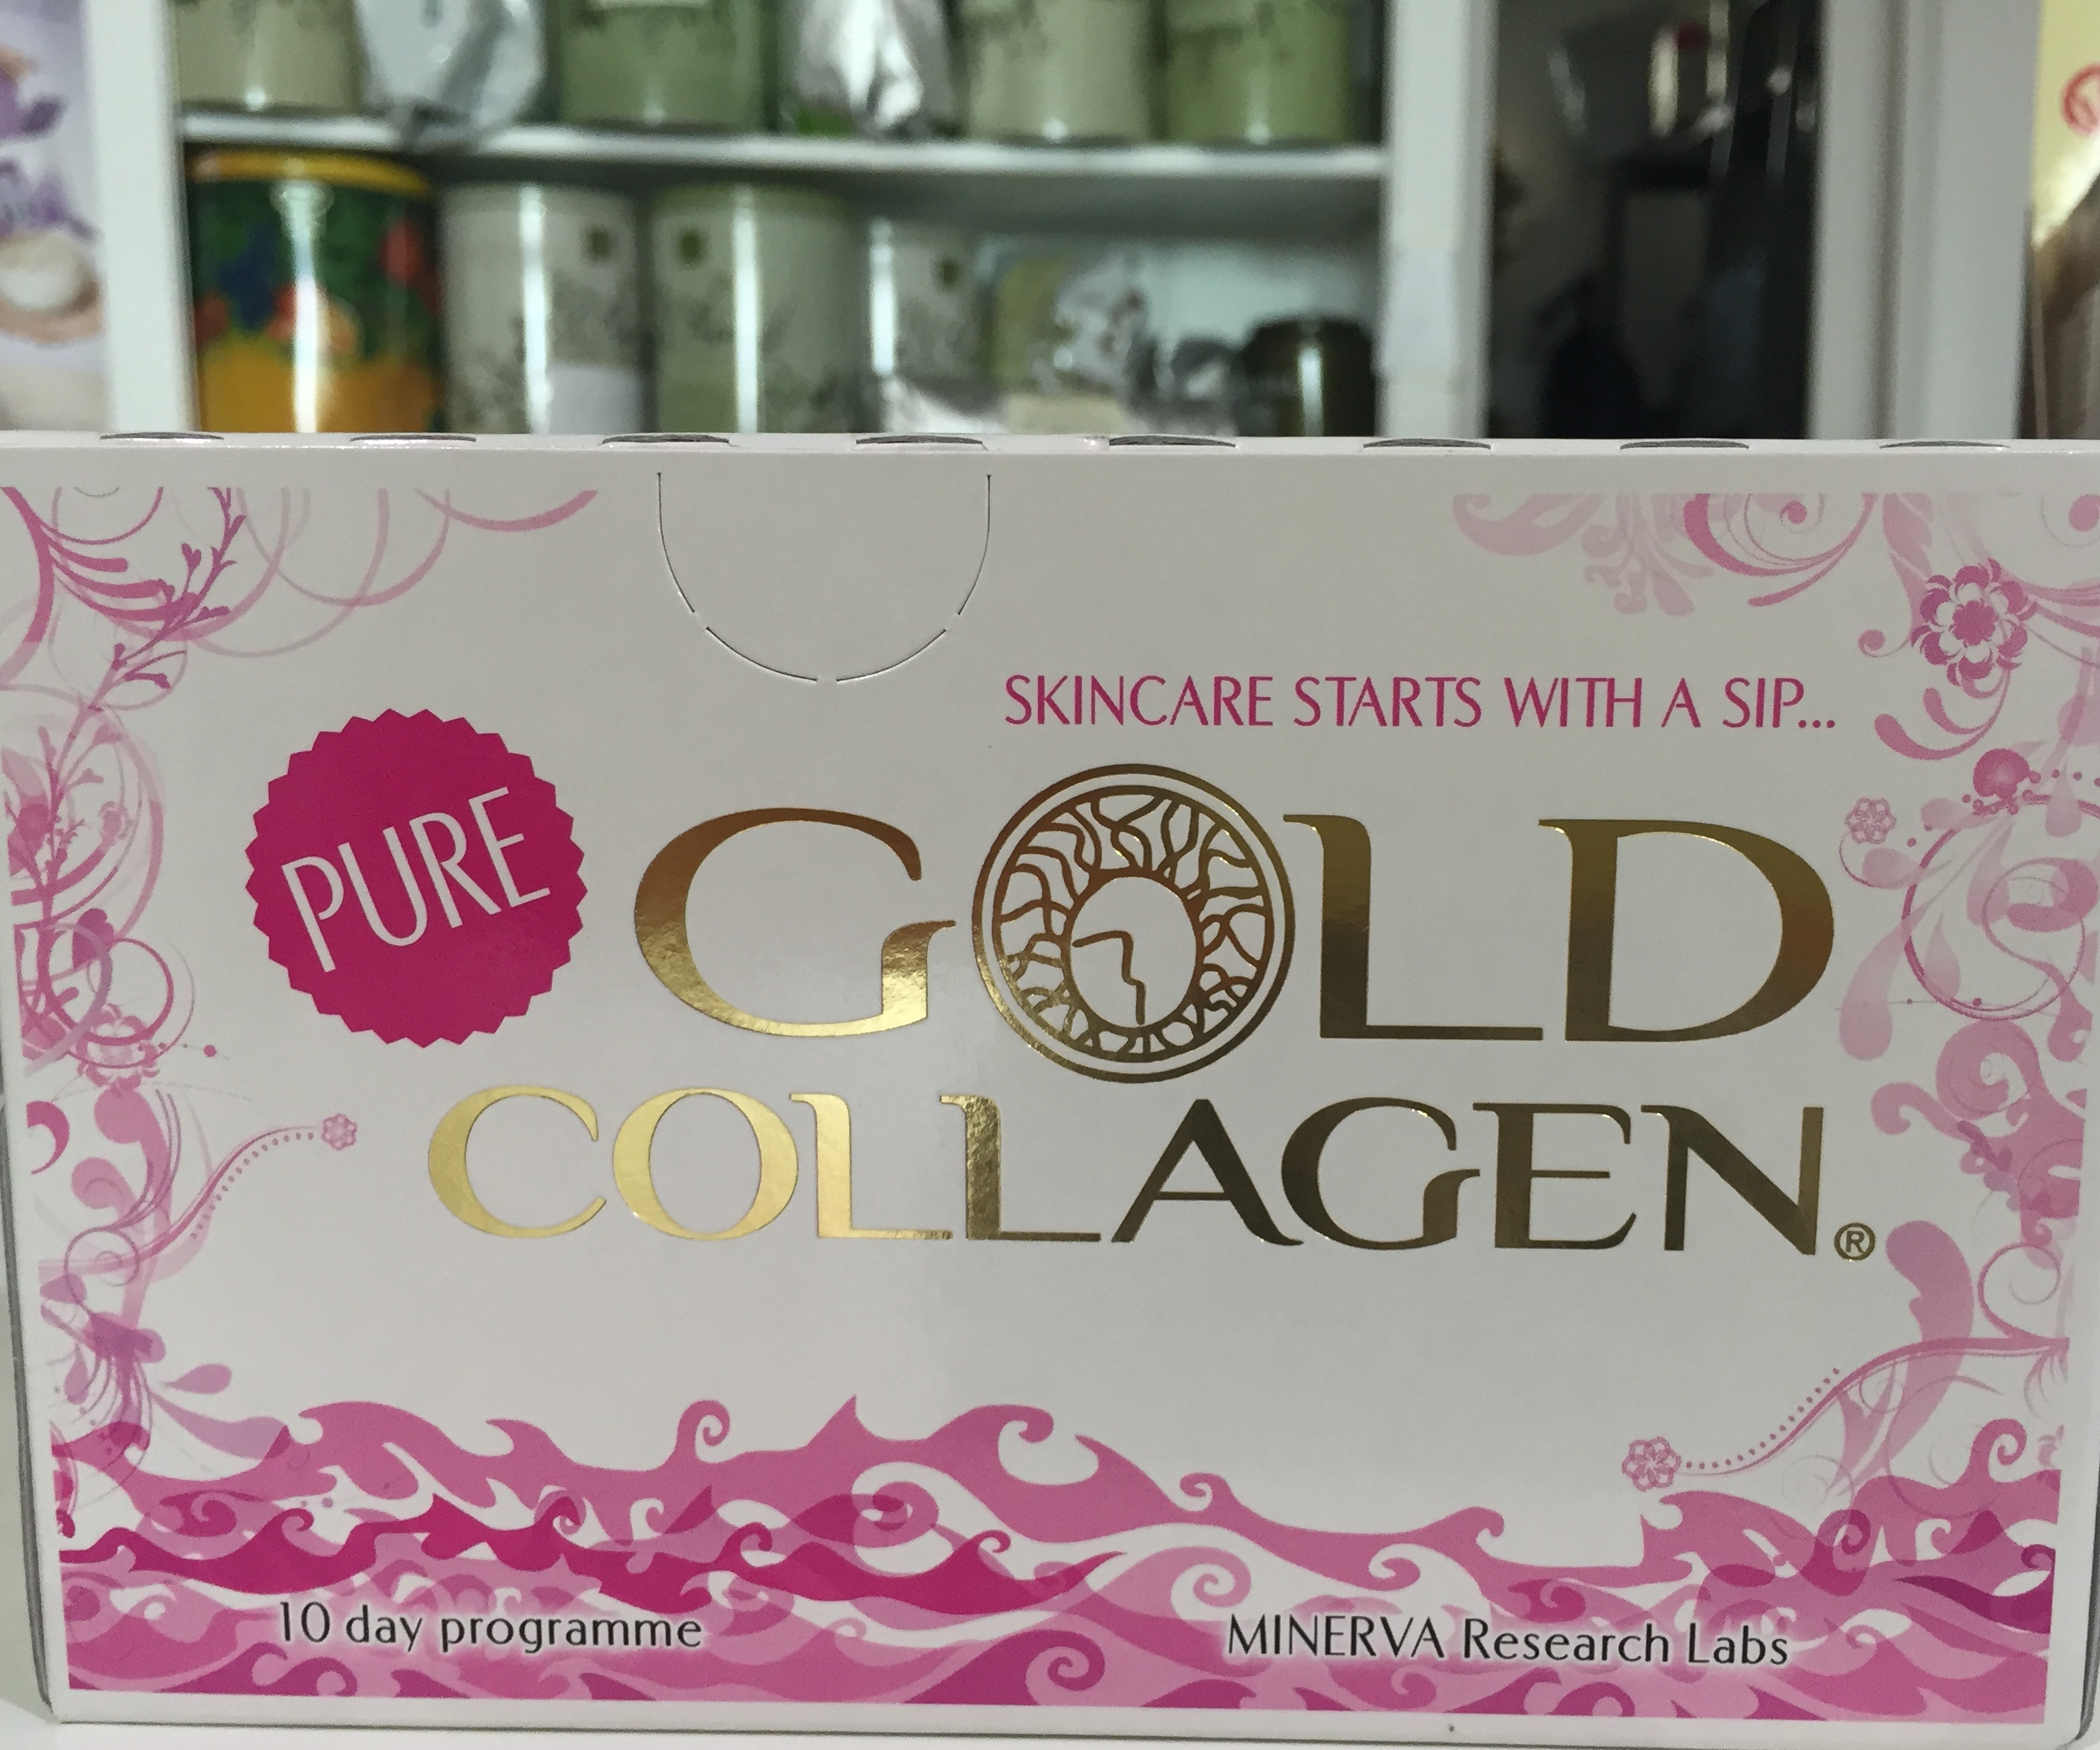 SKINCARE STARTS WITH A SIP...
PURE
GOLD
COLLAGEN®
10 day programme
MINERVA Research Labs